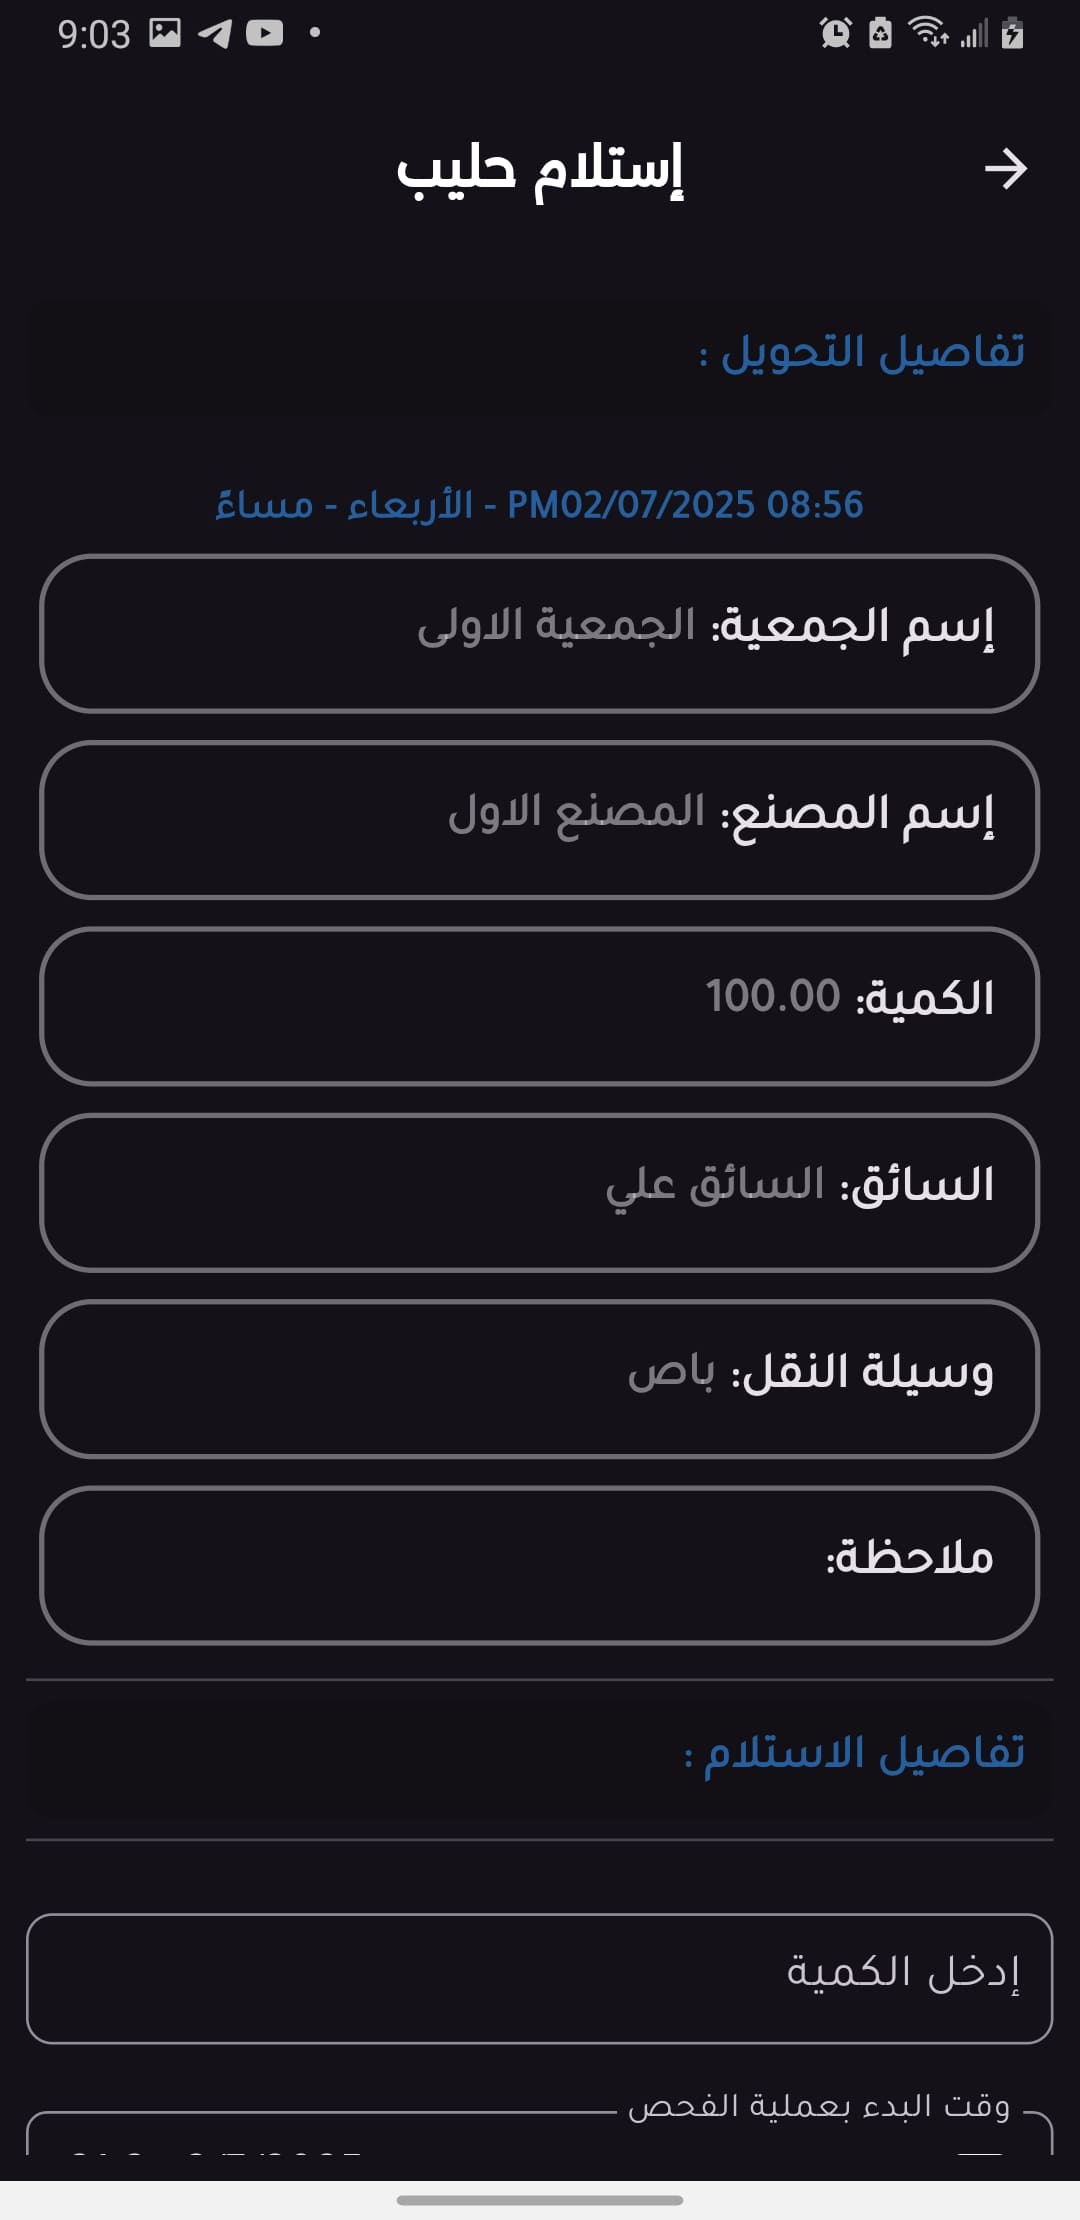 9:03
إستلام حليب
تفاصيل التحويل :
PM02/07/2025 08:56 - الأربعاء - مساءً
إسم الجمعية: الجمعية الاولى
إسم المصنع: المصنع الاول
الكمية: 100.00
السائق: السائق علي
وسيلة النقل: باص
ملاحظة:
تفاصيل الاستلام :
إدخل الكمية
وقت البدء بعملية الفحص